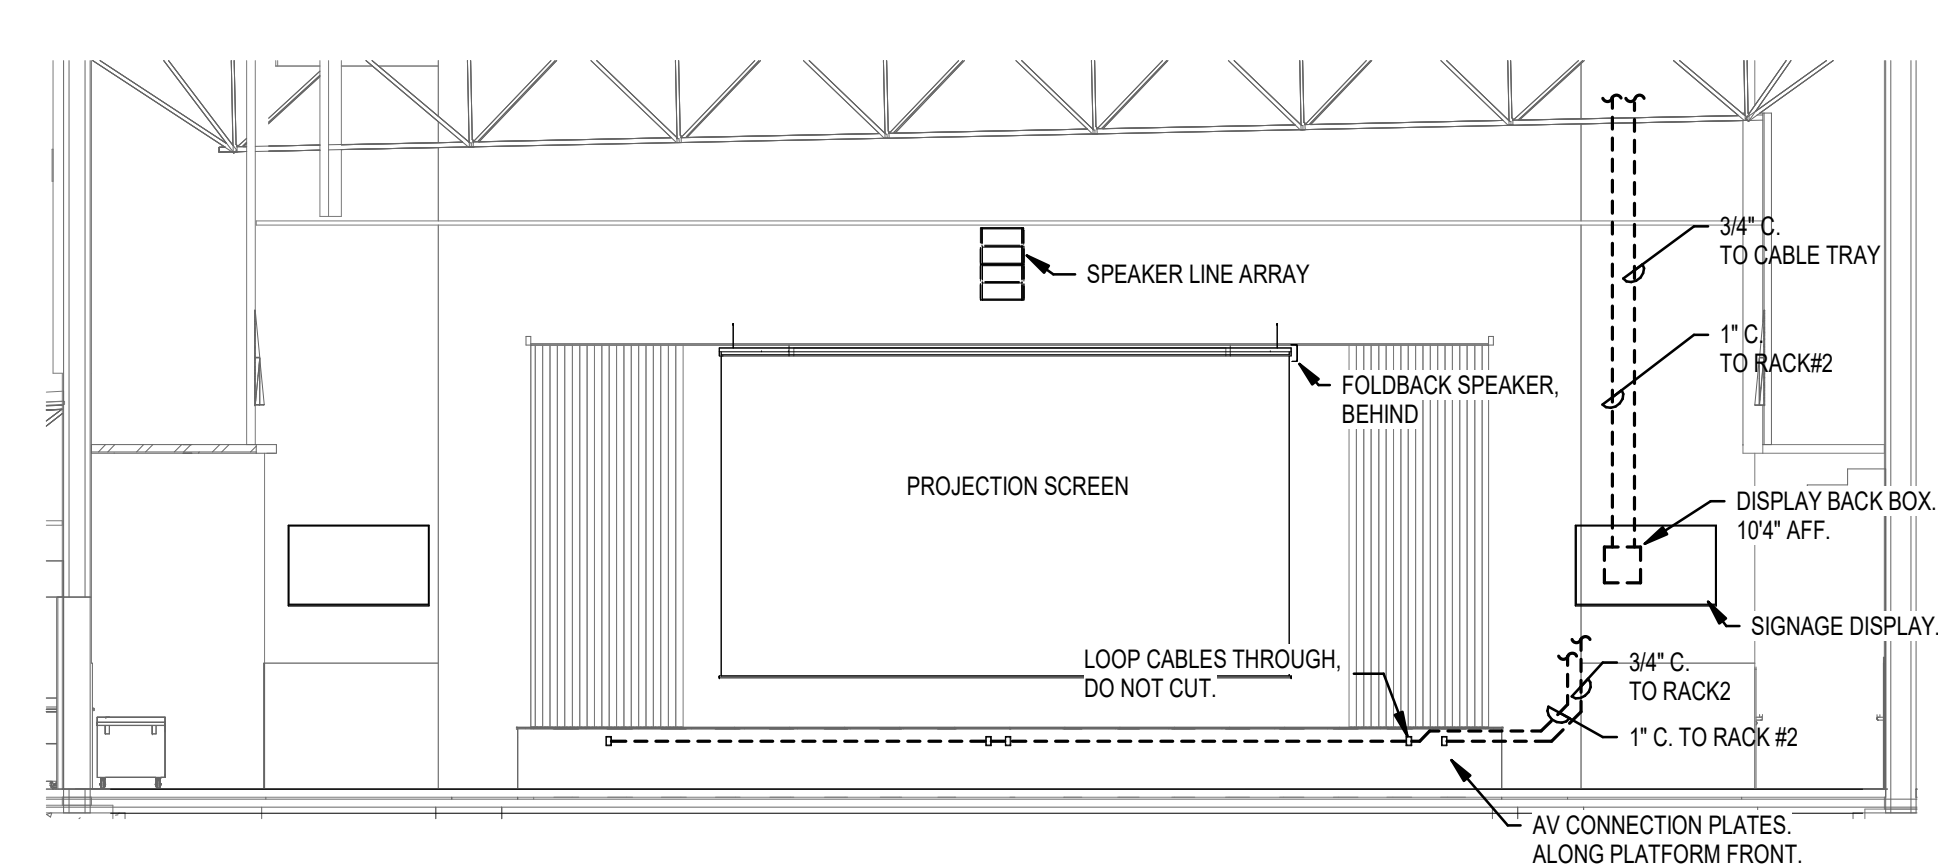 3/4" C.
TO CABLE TRAY
SPEAKER LINE ARRAY
1" C.
TO RACK#2
FOLDBACK SPEAKER,
BEHIND
PROJECTION SCREEN
DISPLAY BACK BOX.
10'4" AFF.
SIGNAGE DISPLAY.
LOOP CABLES THROUGH,
DO NOT CUT.
3/4" C.
TO RACK2
1" C. TO RACK #2
AV CONNECTION PLATES.
ALONG PLATFORM FRONT.